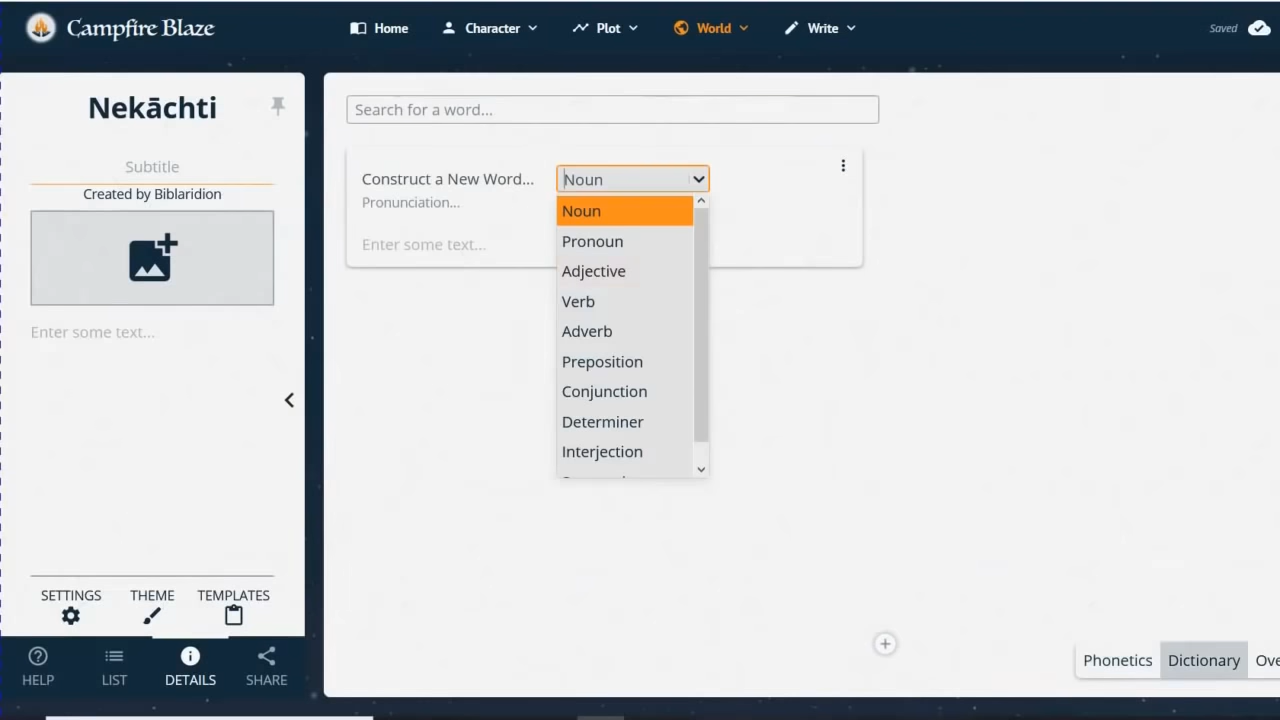 Campfire Blaze
Home
Character
Plot
World
Write
Saved
Nekāchti
Subtitle
Created by Biblaridion
Enter some text...
SETTINGS
THEME
TEMPLATES
HELP
LIST
DETAILS
SHARE
Search for a word...
Construct a New Word...
Noun
Pronunciation...
Enter some text...
Noun
Pronoun
Adjective
Verb
Adverb
Preposition
Conjunction
Determiner
Interjection
Phonetics
Dictionary
Ove